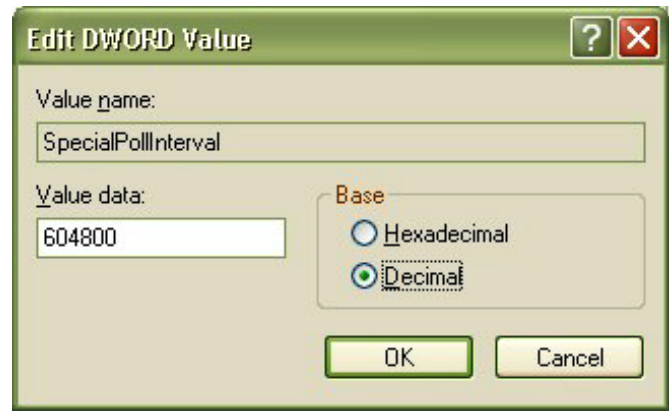 Edit DWORD Value
?
Value name:
SpecialPollInterval
Value data:
604800
Base
Hexadecimal
Decimal
OK
Cancel